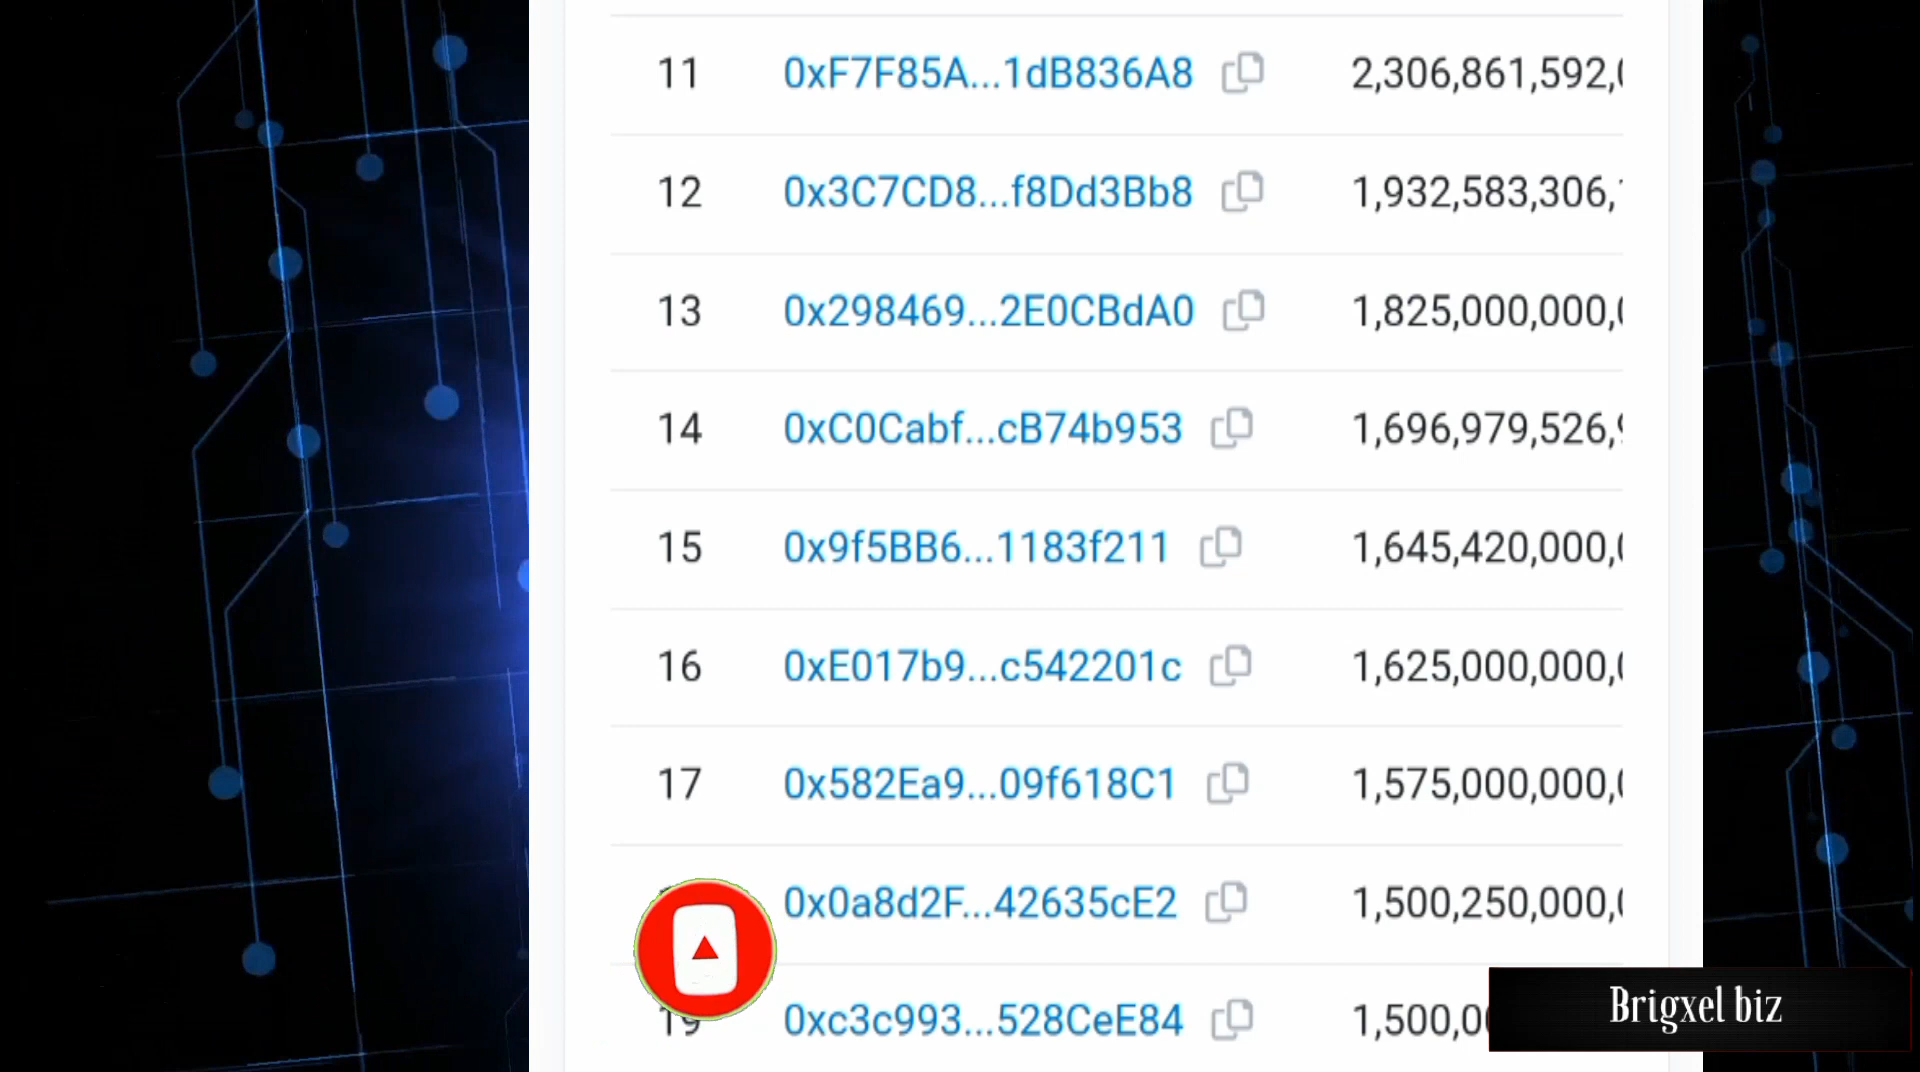 11 0xF7F85A...1dB836A8 2,306,861,592,
12 0x3C7CD8...f8Dd3Bb8 1,932,583,306,
13 0x298469...2E0CBdA0 1,825,000,000,
14 0xC0Cabf...cB74b953 1,696,979,526,
15 0x9f5BB6...1183f211 1,645,420,000,
16 0xE017b9...c542201c 1,625,000,000,
17 0x582Ea9...09f618C1 1,575,000,000,
0x0a8d2F...42635cE2 1,500,250,000,
19 0xc3c993...528CeE84 1,500,0
Brigxel biz